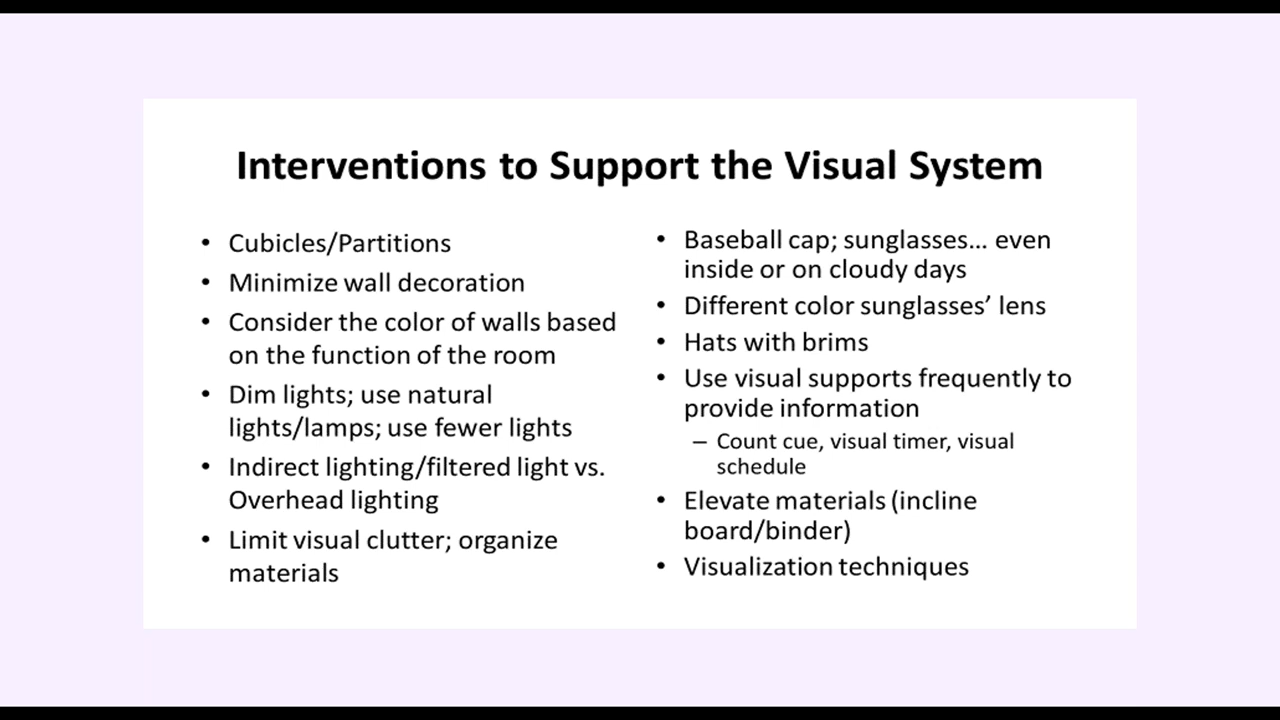 Interventions to Support the Visual System
• Cubicles/Partitions
• Minimize wall decoration
• Consider the color of walls based
on the function of the room
• Dim lights; use natural
lights/lamps; use fewer lights
• Indirect lighting/filtered light vs.
Overhead lighting
• Limit visual clutter; organize
materials
• Baseball cap; sunglasses... even
inside or on cloudy days
• Different color sunglasses’ lens
• Hats with brims
• Use visual supports frequently to
provide information
– Count cue, visual timer, visual
schedule
• Elevate materials (incline
board/binder)
• Visualization techniques